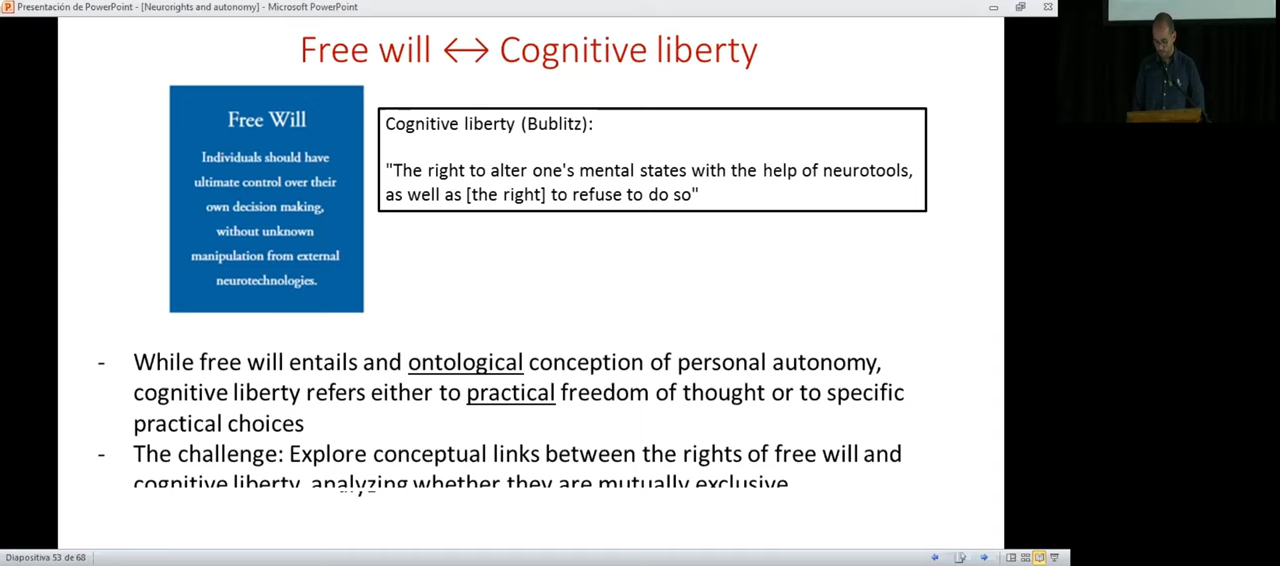 Presentación de PowerPoint - [Neurorights and autonomy] - Microsoft PowerPoint
Free will ↔ Cognitive liberty
Free Will
Individuals should have
ultimate control over their
own decision making,
without unknown
manipulation from external
neurotechnologies.
Cognitive liberty (Bublitz):
"The right to alter one's mental states with the help of neurotools,
as well as [the right] to refuse to do so"
- While free will entails and ontological conception of personal autonomy,
cognitive liberty refers either to practical freedom of thought or to specific
practical choices
- The challenge: Explore conceptual links between the rights of free will and
cognitive liberty, analyzing whether they are mutually exclusive
Diapositiva 53 de 68